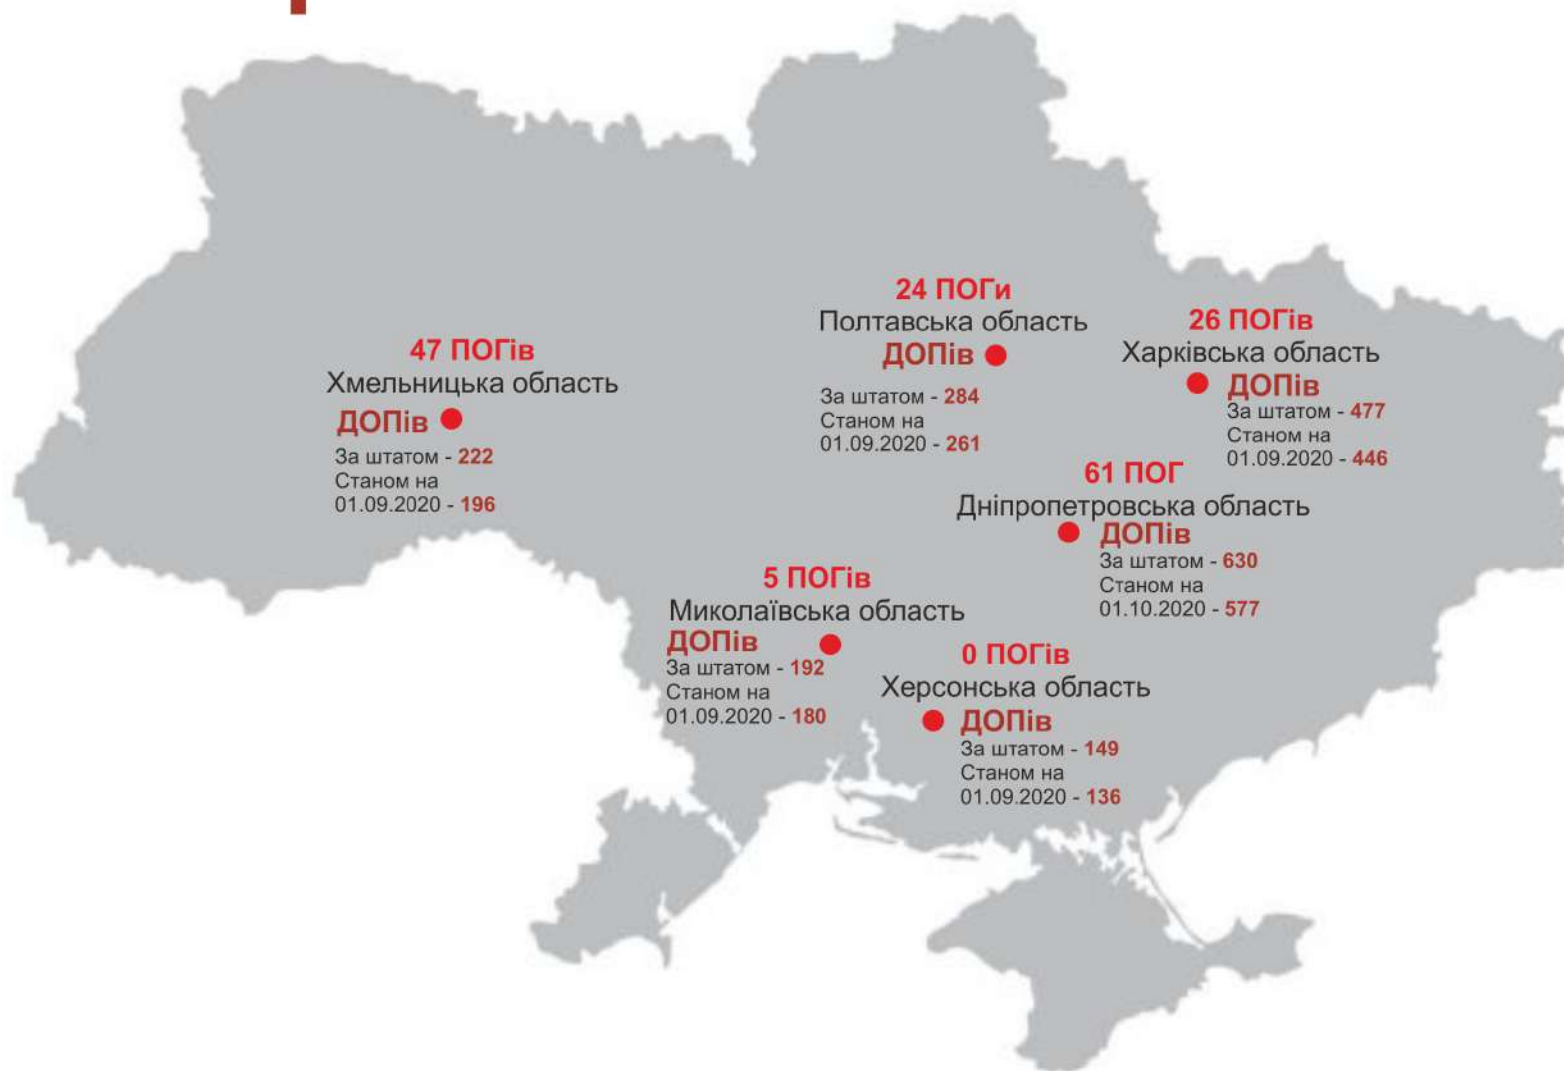 24 ПОГи
Полтавська область
ДОПів
За штатом - 284
Станом на
01.09.2020 - 261
26 ПОГів
Харківська область
ДОПів
За штатом - 477
Станом на
01.09.2020 - 446
47 ПОГів
Хмельницька область
ДОПів
За штатом - 222
Станом на
01.09.2020 - 196
61 ПОГ
Дніпропетровська область
ДОПів
За штатом - 630
Станом на
01.10.2020 - 577
5 ПОГів
Миколаївська область
ДОПів
За штатом - 192
Станом на
01.09.2020 - 180
0 ПОГів
Херсонська область
ДОПів
За штатом - 149
Станом на
01.09.2020 - 136